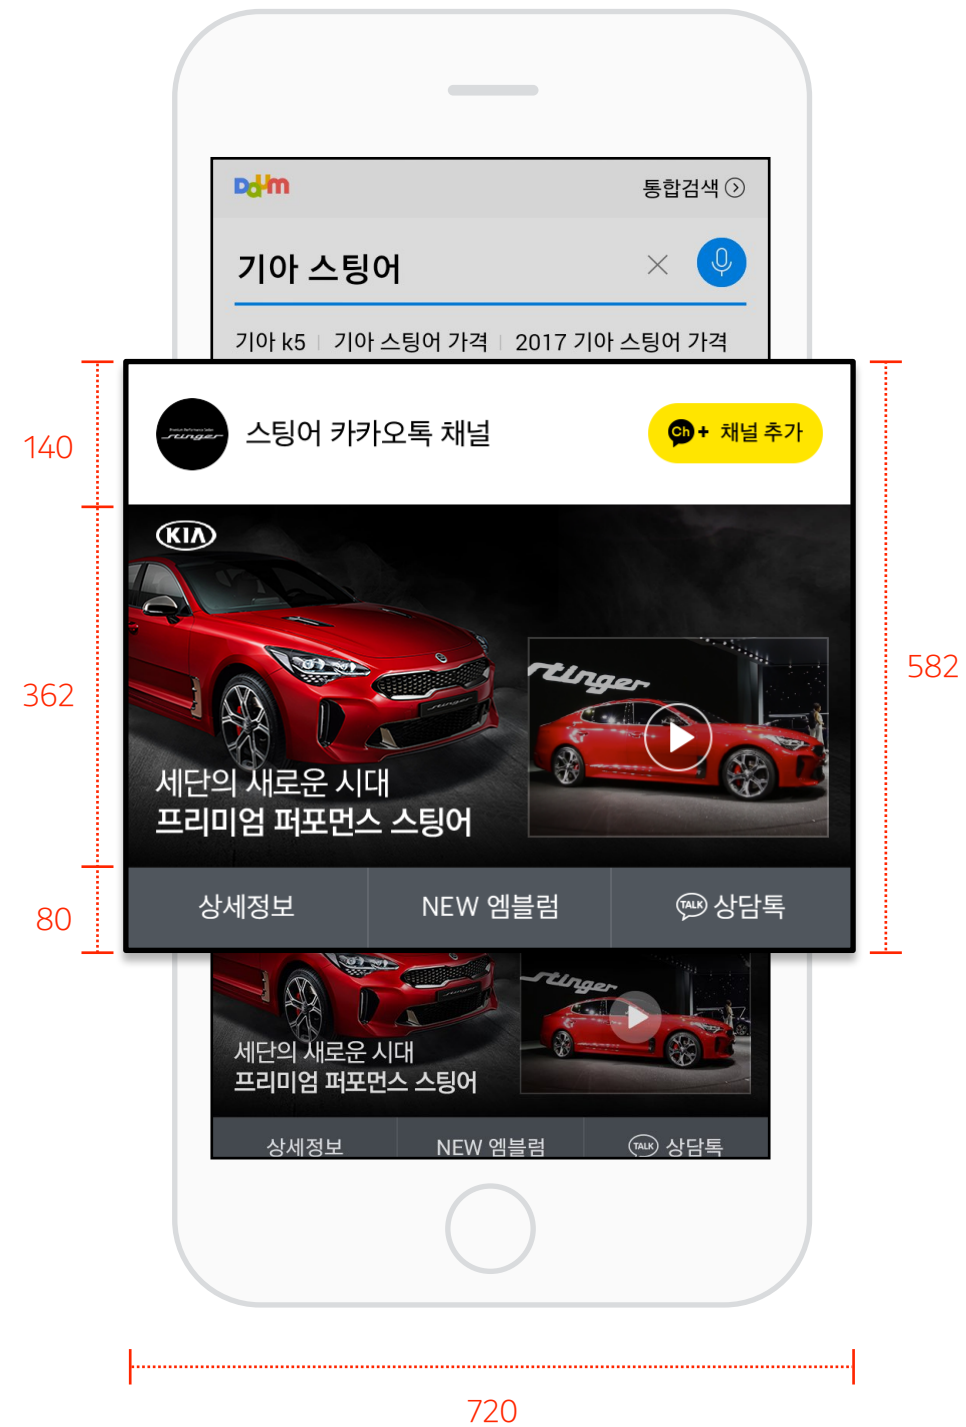 Daum
통합검색
기아 스팅어
기아 k5 | 기아 스팅어 가격 | 2017 기아 스팅어 가격
stinger
스팅어 카카오톡 채널
Ch+ 채널 추가
140
KIA
362
582
stinger
세단의 새로운 시대
프리미엄 퍼포먼스 스팅어
80
상세정보
NEW 엠블럼
TALK 상담톡
stinger
세단의 새로운 시대
프리미엄 퍼포먼스 스팅어
상세정보
NEW 엠블럼
TALK 상담톡
720